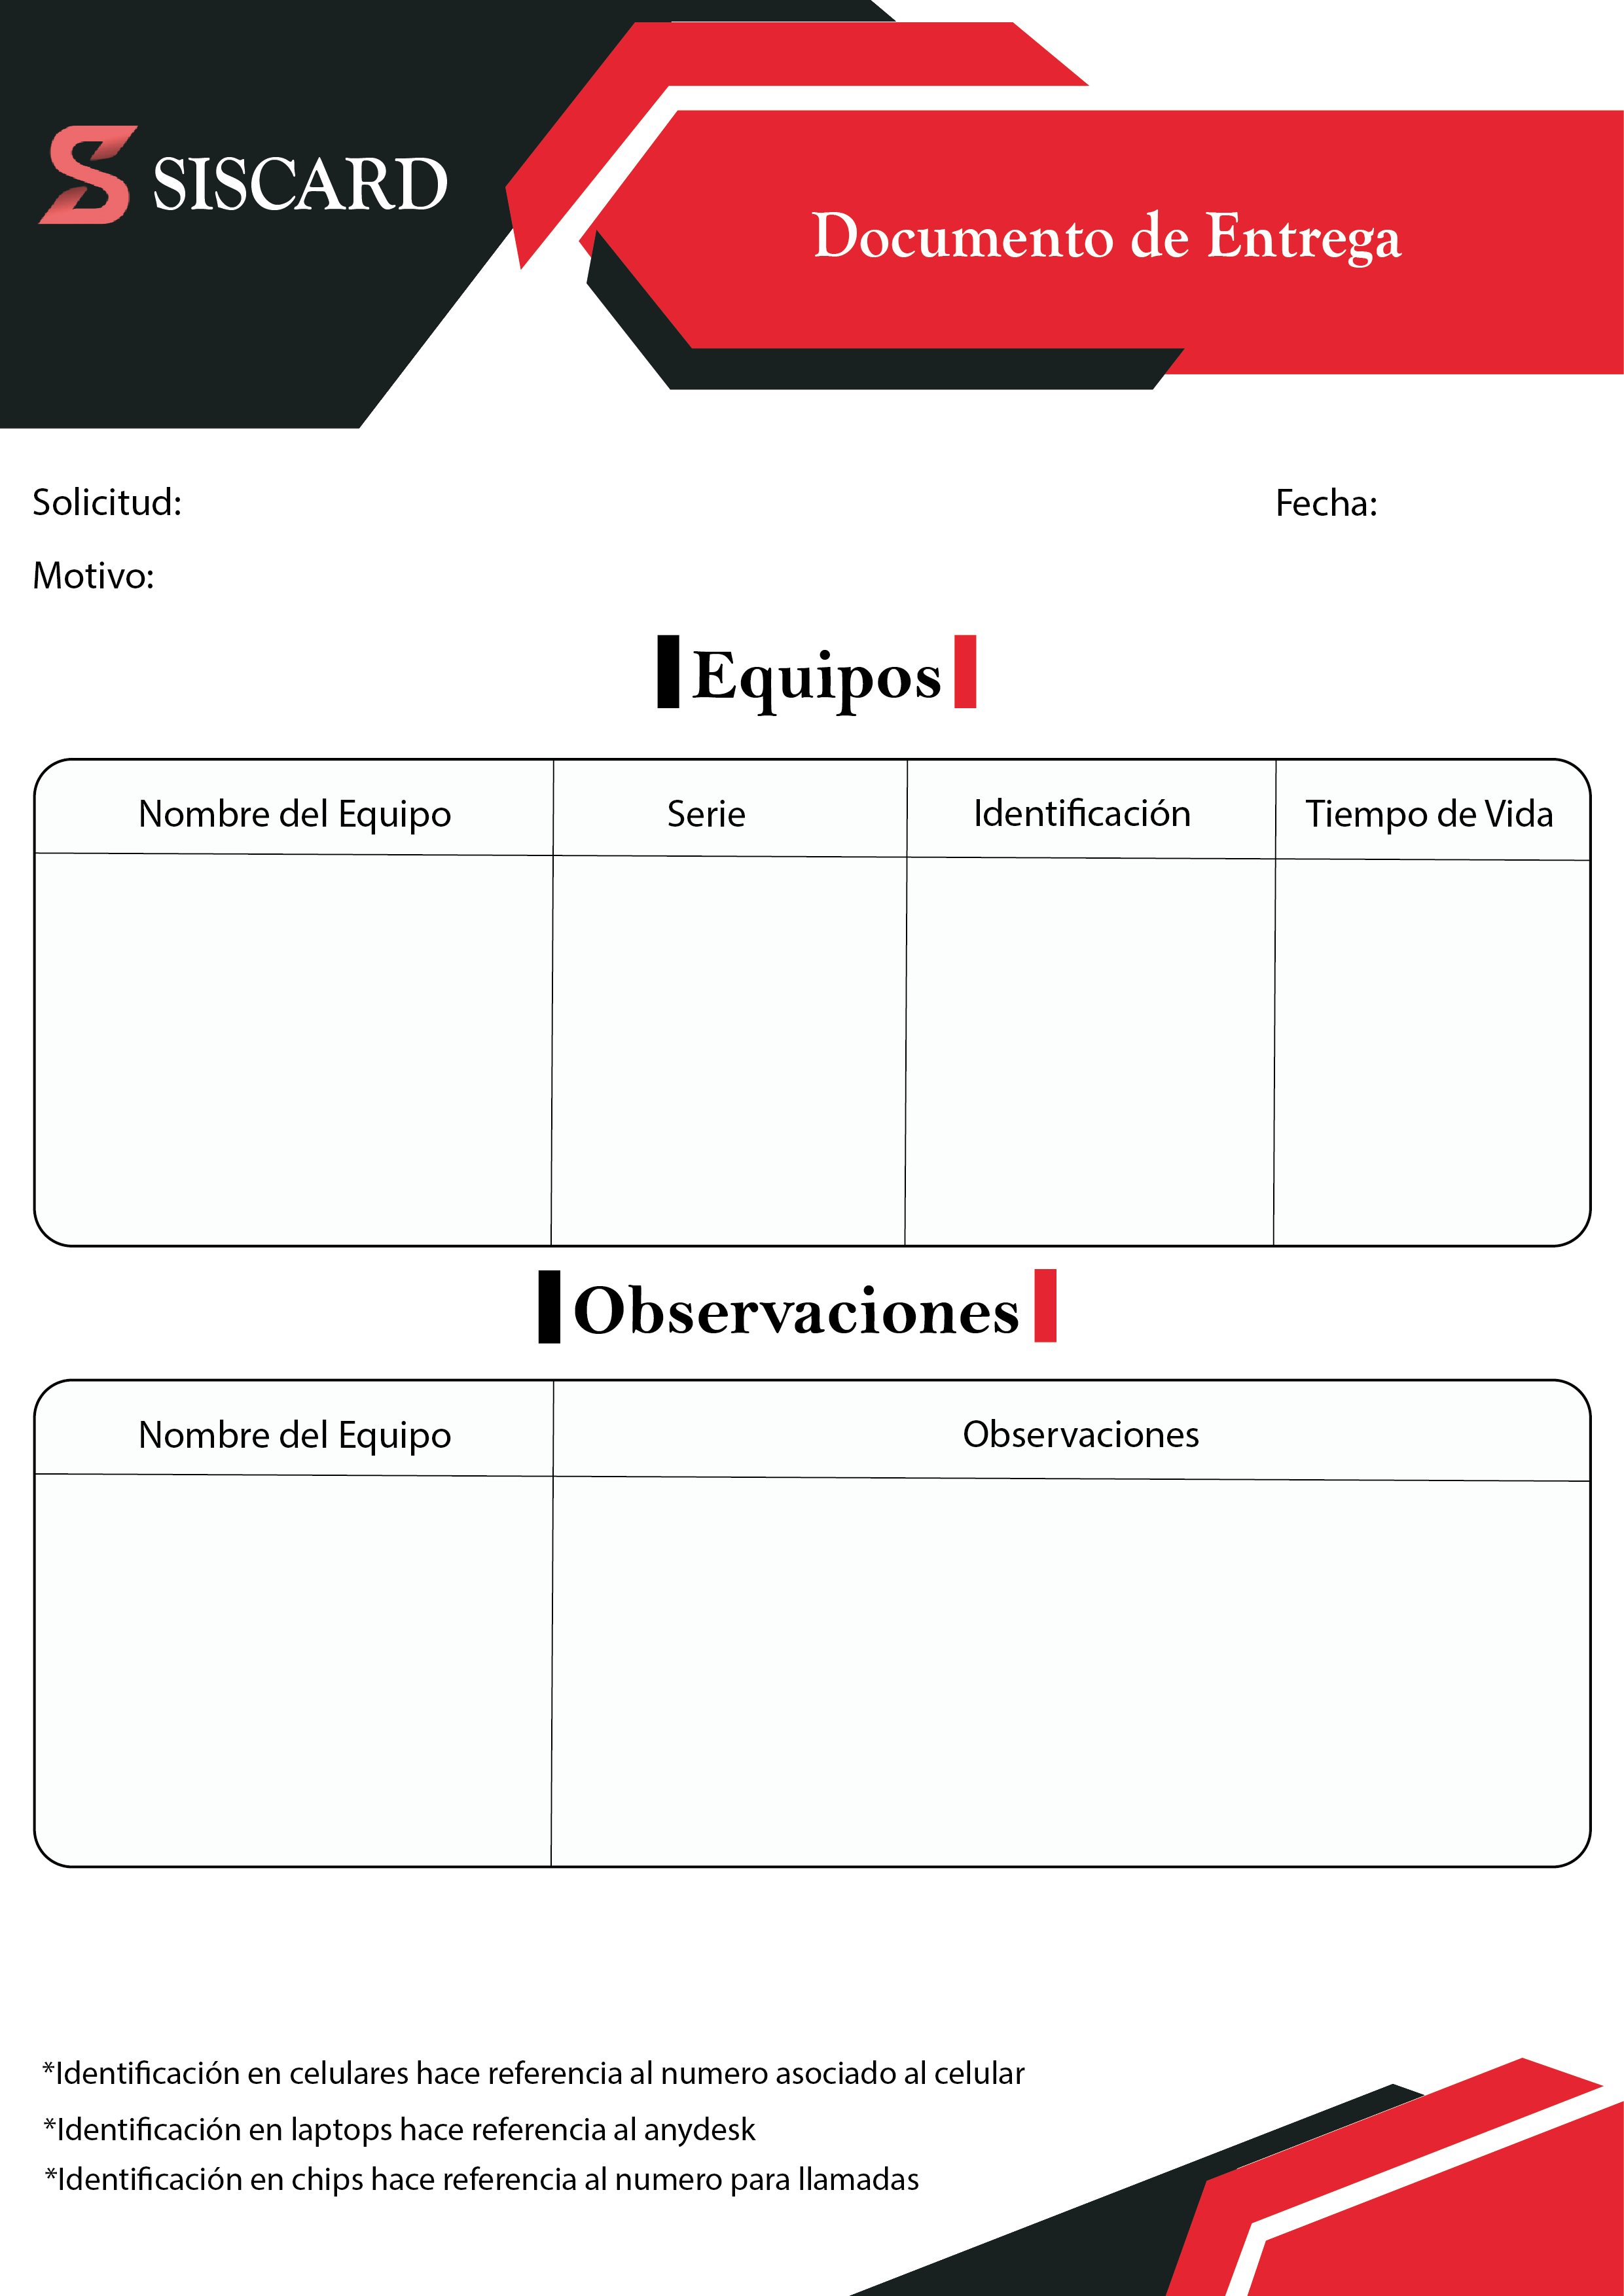 SISCARD
Documento de Entrega
Solicitud:
Fecha:
Motivo:
Equipos
Nombre del Equipo
Serie
Identificación
Tiempo de Vida
Observaciones
Nombre del Equipo
Observaciones
*Identificación en celulares hace referencia al numero asociado al celular
*Identificación en laptops hace referencia al anydesk
*Identificación en chips hace referencia al numero para llamadas